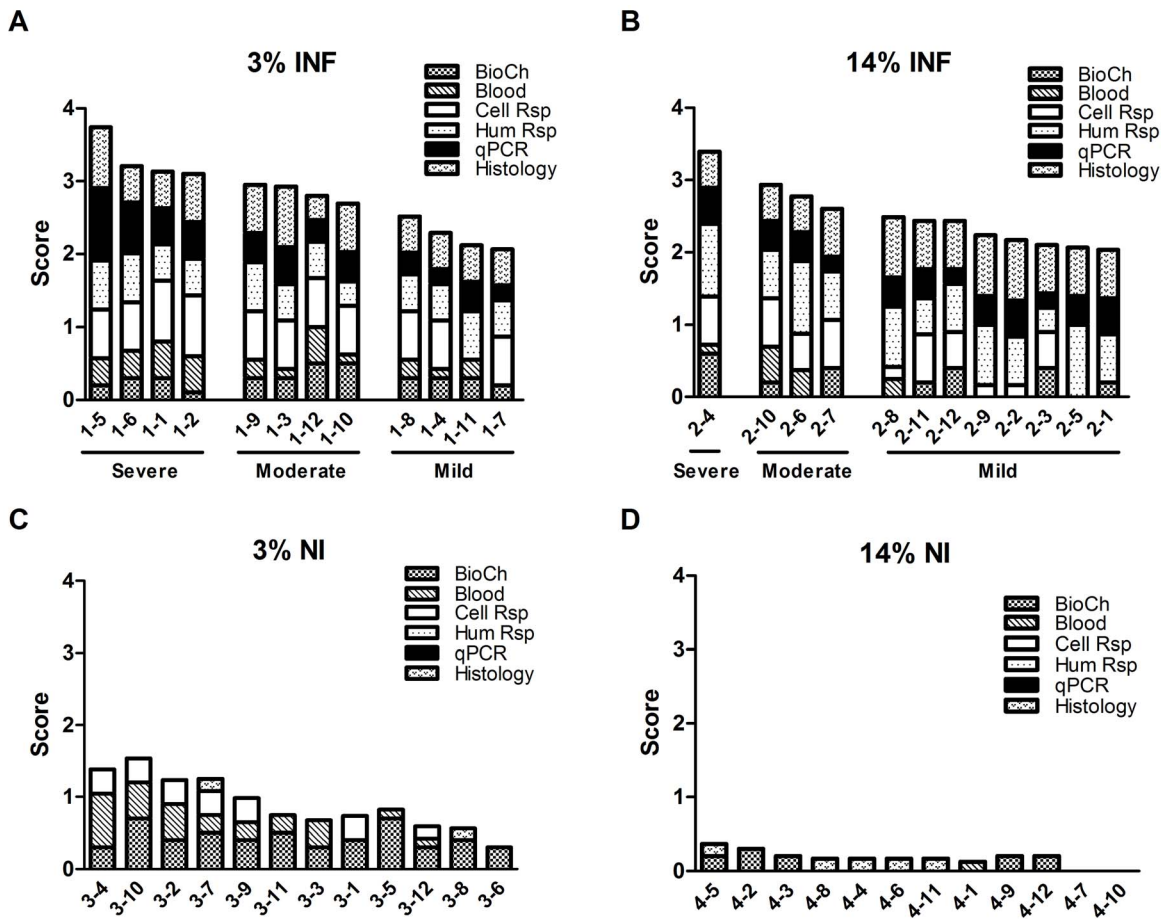 A
3% INF
BioCh
Blood
Cell Rsp
Hum Rsp
qPCR
Histology
Score
4
3
2
1
0
1-5 1-6 1-1 1-2 1-9 1-3 1-12 1-10 1-8 1-4 1-11 1-7
Severe Moderate Mild
B
14% INF
BioCh
Blood
Cell Rsp
Hum Rsp
qPCR
Histology
Score
4
3
2
1
0
2-4 2-10 2-6 2-7 2-8 2-11 2-12 2-9 2-2 2-3 2-5 2-1
Severe Moderate Mild
C
3% NI
BioCh
Blood
Cell Rsp
Hum Rsp
qPCR
Histology
Score
4
3
2
1
0
3-4 3-10 3-2 3-7 3-9 3-11 3-3 3-1 3-5 3-12 3-8 3-6
D
14% NI
BioCh
Blood
Cell Rsp
Hum Rsp
qPCR
Histology
Score
4
3
2
1
0
4-5 4-2 4-3 4-8 4-4 4-6 4-11 4-1 4-9 4-12 4-7 4-10